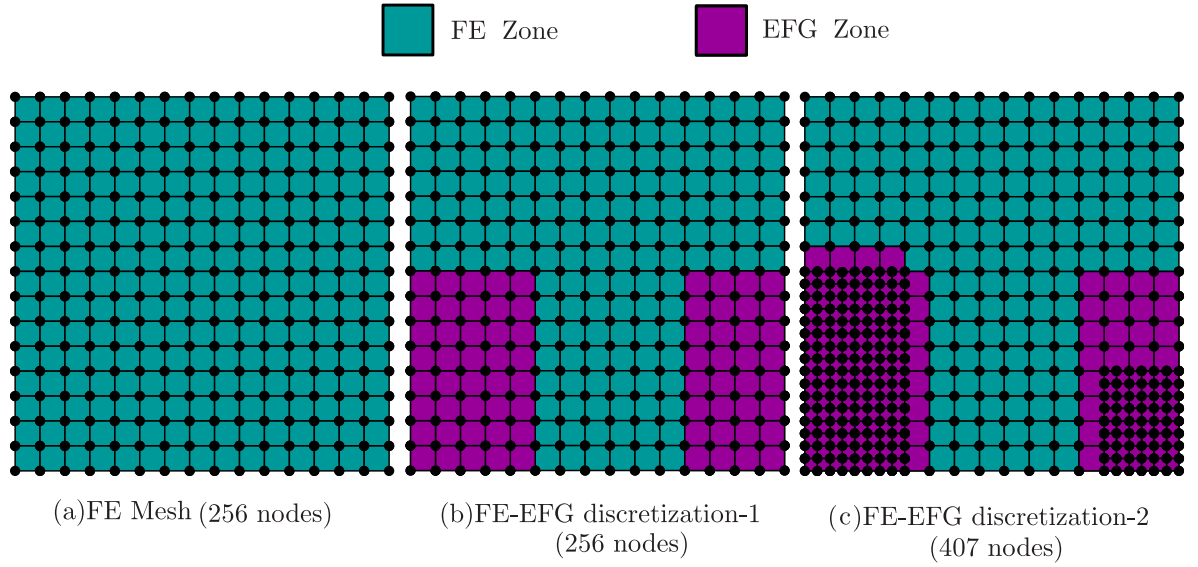 FE Zone
EFG Zone
(a)FE Mesh (256 nodes)
(b)FE-EFG discretization-1
(256 nodes)
(c)FE-EFG discretization-2
(407 nodes)